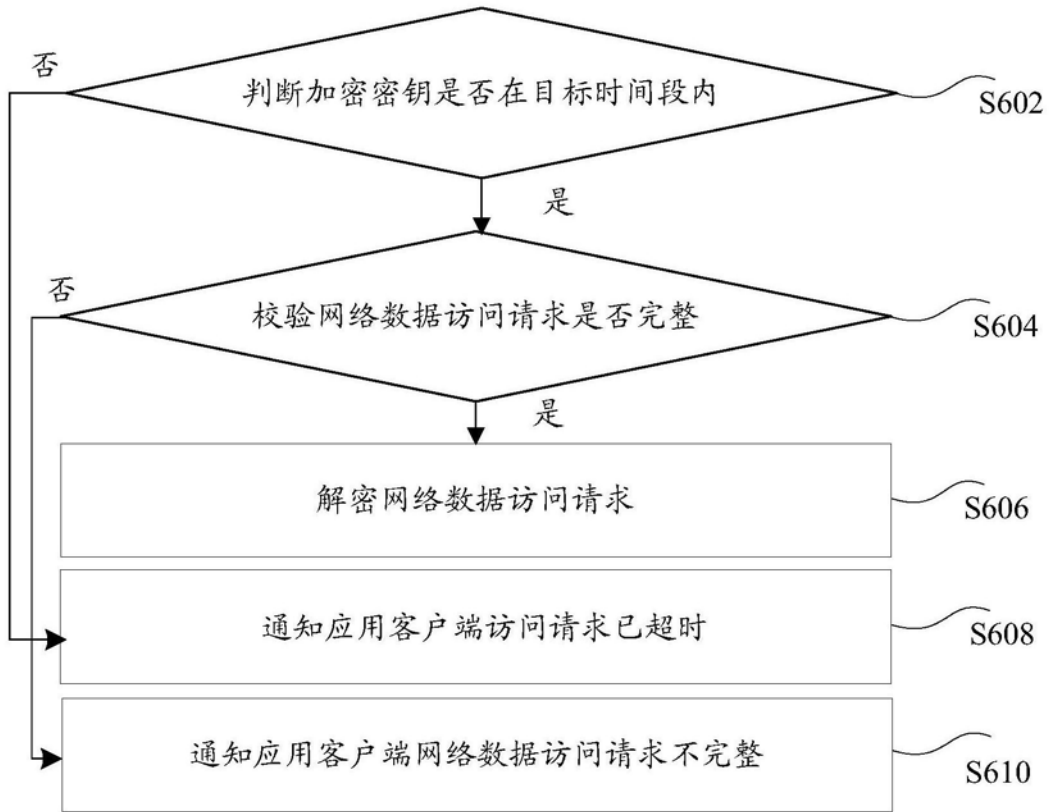 否
判断加密密钥是否在目标时间段内
S602
是
否
校验网络数据访问请求是否完整
S604
是
解密网络数据访问请求
S606
通知应用客户端访问请求已超时
S608
通知应用客户端网络数据访问请求不完整
S610